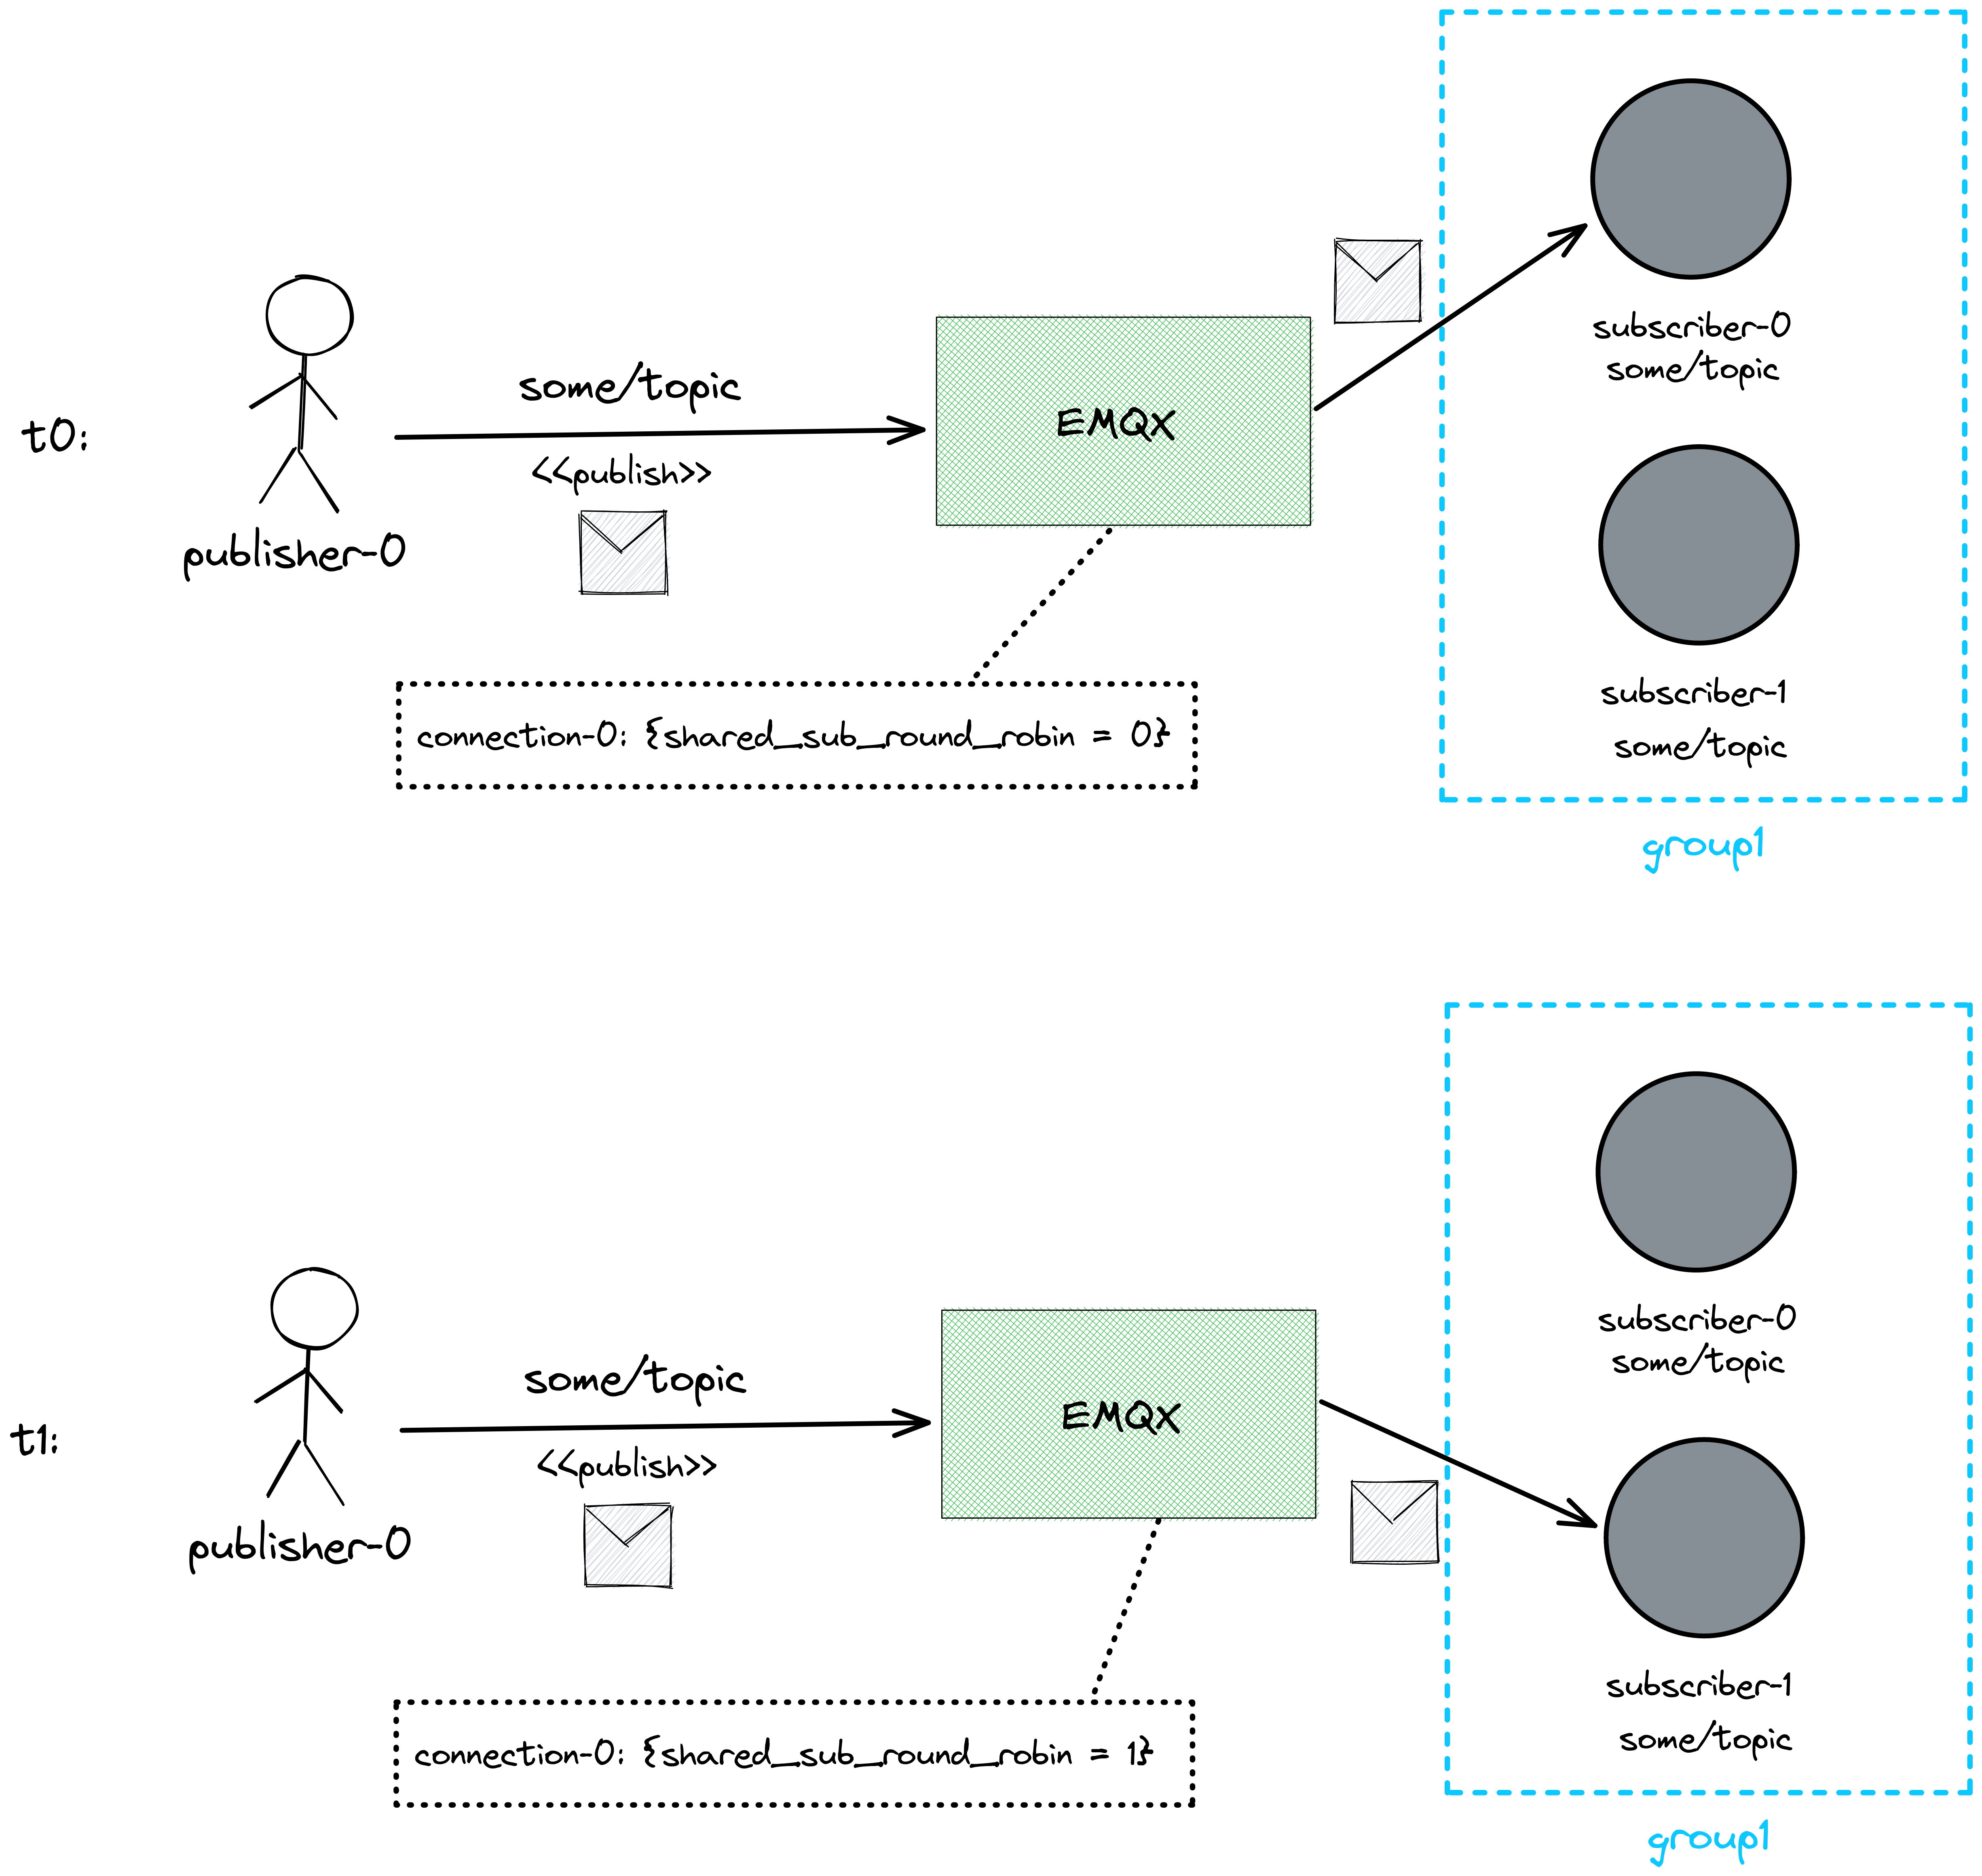 t0:
publisher-0
some/topic
<<publish>>
EMQX
connection-0: {shared_sub_round_robin = 0}
subscriber-0
some/topic
subscriber-1
some/topic
group1
t1:
publisher-0
some/topic
<<publish>>
EMQX
connection-0: {shared_sub_round_robin = 1}
subscriber-0
some/topic
subscriber-1
some/topic
group1